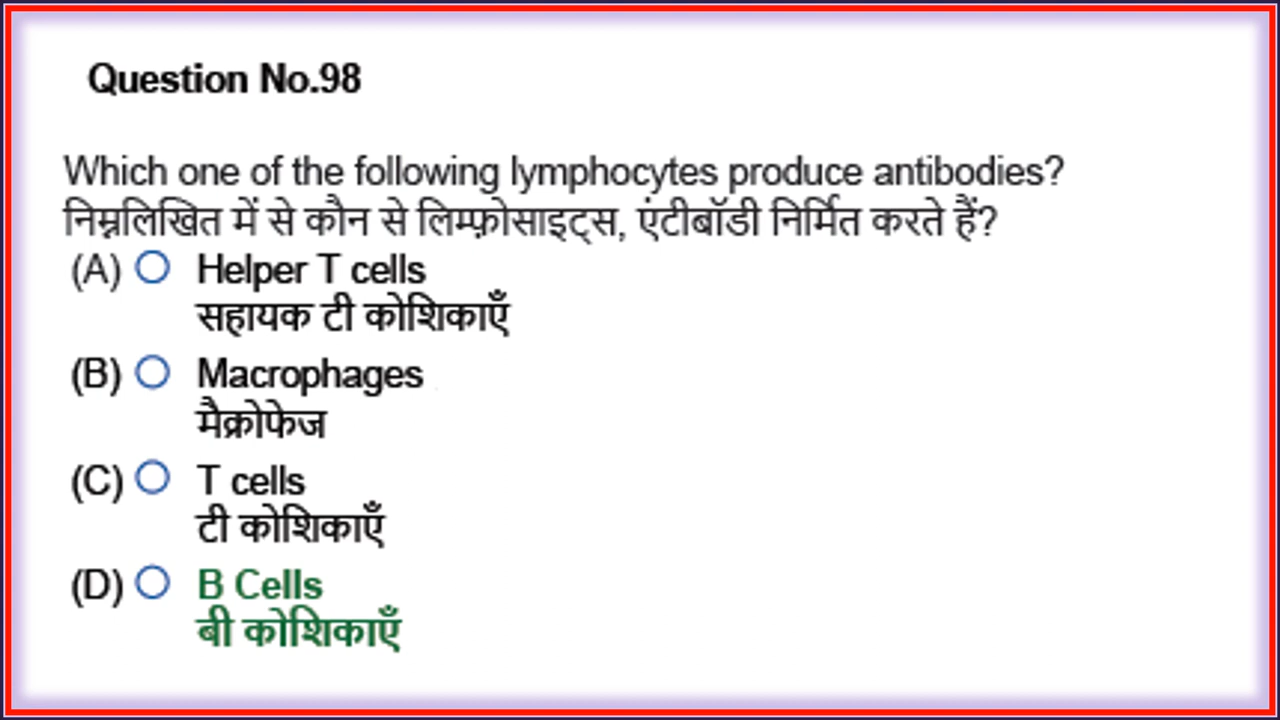 Question No.98
Which one of the following lymphocytes produce antibodies?
निम्नलिखित में से कौन से लिम्फ़ोसाइट्स, एंटीबॉडी निर्मित करते हैं?
(A) Helper T cells
सहायक टी कोशिकाएँ
(B) Macrophages
मैक्रोफेज
(C) T cells
टी कोशिकाएँ
(D) B Cells
बी कोशिकाएँ